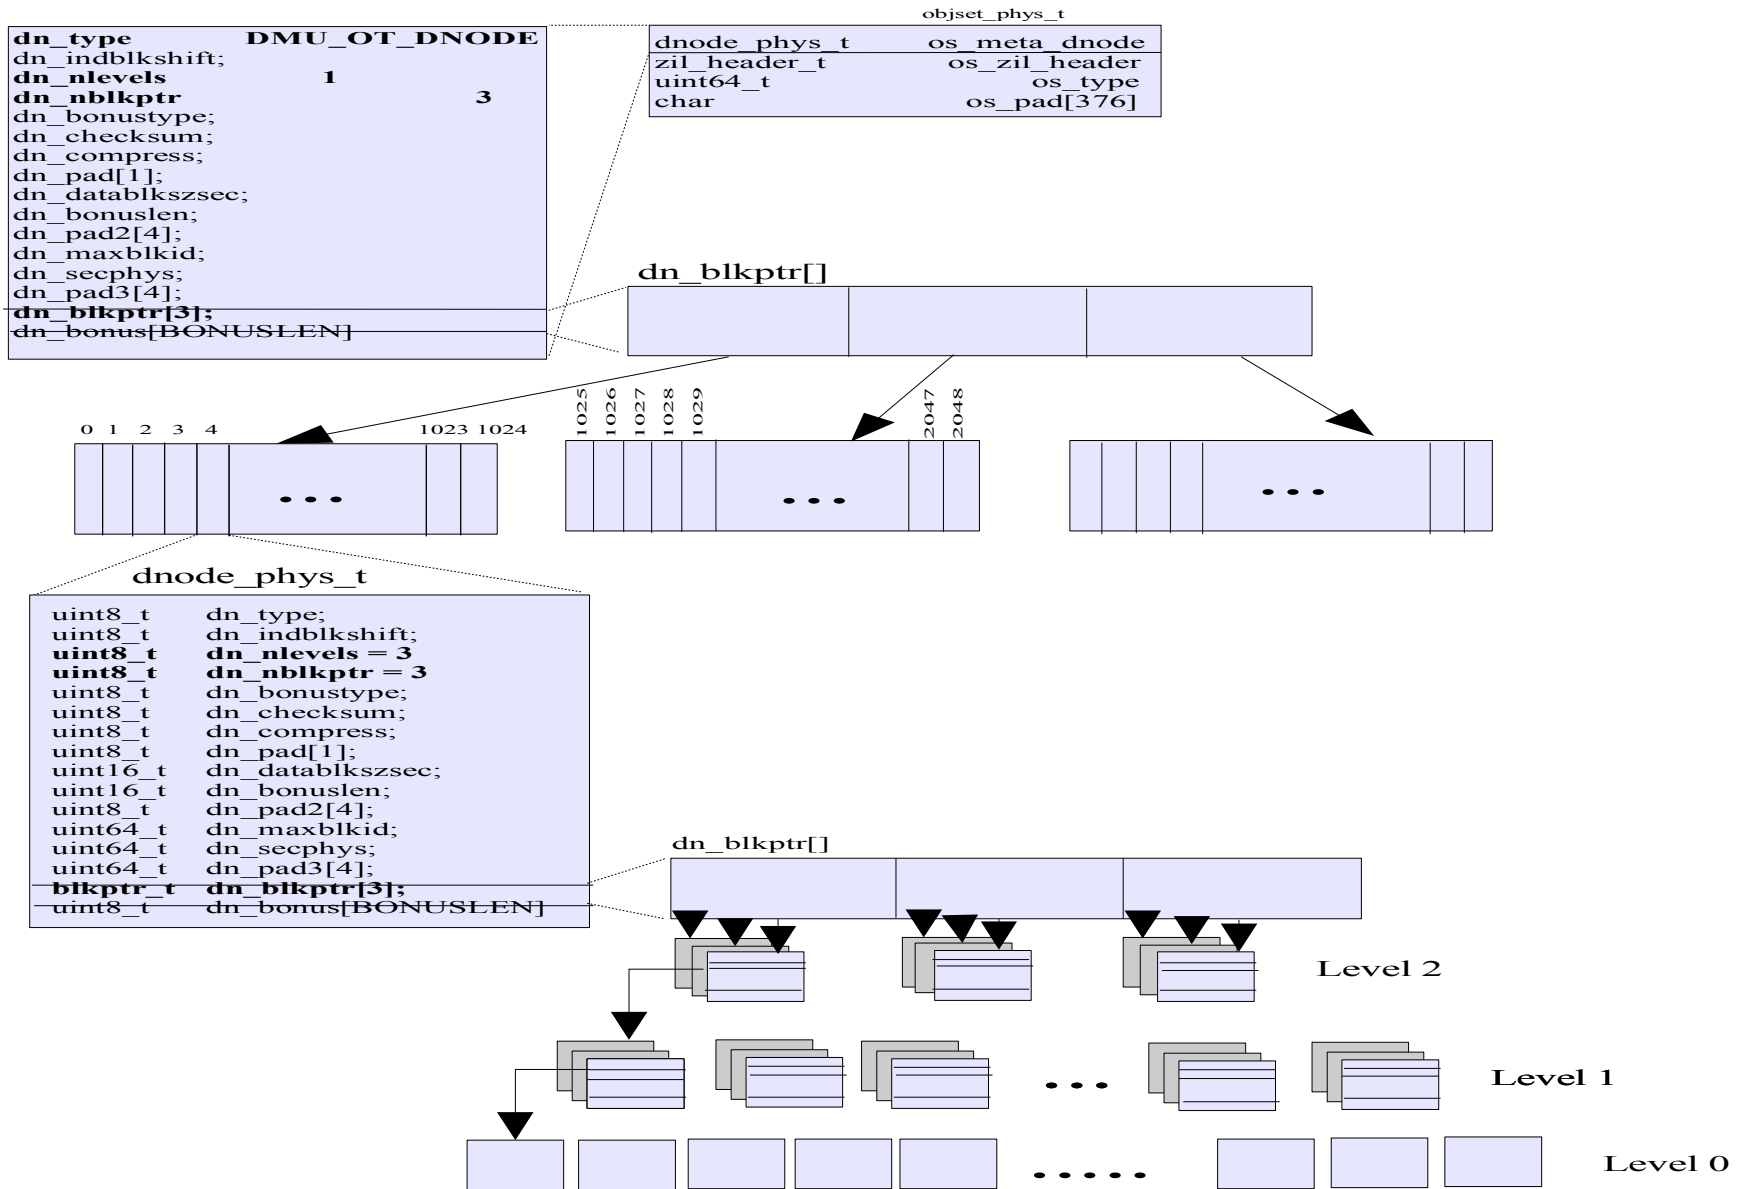 objset_phys_t
dn_type DMU_OT_DNODE
dn_indblkshift;
dn_nlevels 1
dn_nblkptr 3
dn_bonustype;
dn_checksum;
dn_compress;
dn_pad[1];
dn_datablkszsec;
dn_bonuslen;
dn_pad2[4];
dn_maxblkid;
dn_secphys;
dn_pad3[4];
dn_blkptr[3];
dn_bonus[BONUSLEN]
dnode_phys_t os_meta_dnode
zil_header_t os_zil_header
uint64_t os_type
char os_pad[376]
dn_blkptr[]
0 1 2 3 4 1023 1024
1025 1026 1027 1028 1029 2047 2048
• • •
• • •
• • •
dnode_phys_t
uint8_t dn_type;
uint8_t dn_indblkshift;
uint8_t dn_nlevels = 3
uint8_t dn_nblkptr = 3
uint8_t dn_bonustype;
uint8_t dn_checksum;
uint8_t dn_compress;
uint8_t dn_pad[1];
uint16_t dn_datablkszsec;
uint16_t dn_bonuslen;
uint8_t dn_pad2[4];
uint64_t dn_maxblkid;
uint64_t dn_secphys;
uint64_t dn_pad3[4];
blkptr_t dn_blkptr[3];
uint8_t dn_bonus[BONUSLEN]
dn_blkptr[]
Level 2
• • • Level 1
• • • • • Level 0